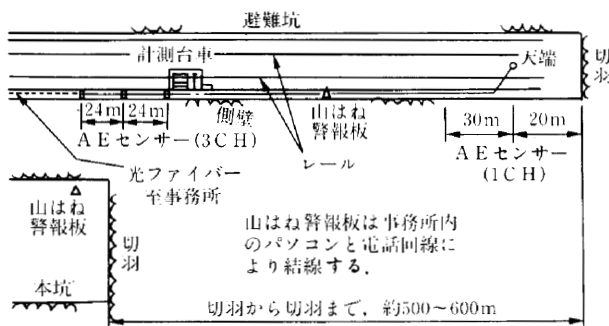 避難坑
計測台車
天端
切羽
24m
24m
側壁
山はね
警報板
30m
20m
AEセンサー(3CH)
レール
AEセンサー
(1CH)
光ファイバー
至事務所
山はね
警報板
切羽
本坑
山はね警報板は事務所内
のパソコンと電話回線に
より結線する.
切羽から切羽まで,約500~600m